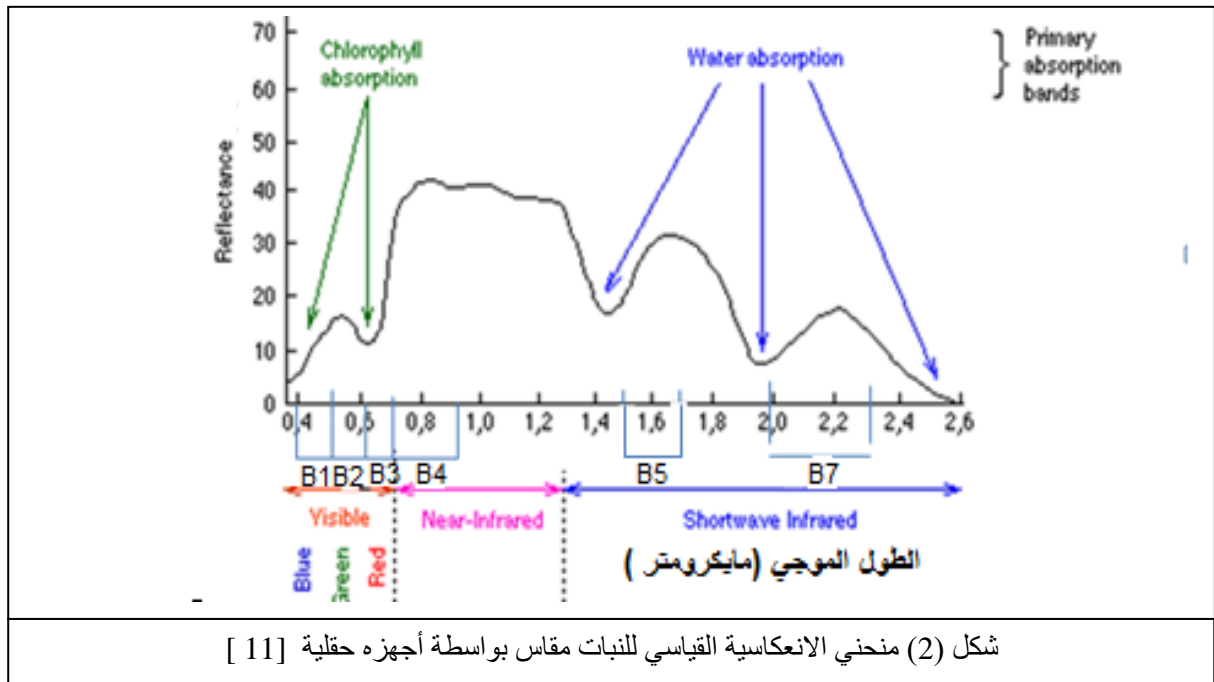 70
60
50
40
30
20
10
0
Reflectance
Chlorophyll
absorption
Water absorption
Primary
absorption
bands
0,4 0,6 0,8 1,0 1,2 1,4 1,6 1,8 2,0 2,2 2,4 2,6
B1 B2 B3 B4 B5 B7
Visible Near-Infrared Shortwave Infrared
Blue
Green
Red
الطول الموجي (مايكرومتر )
شكل (2) منحني الانعكاسية القياسي للنبات مقاس بواسطة أجهزه حقلية [11 ]